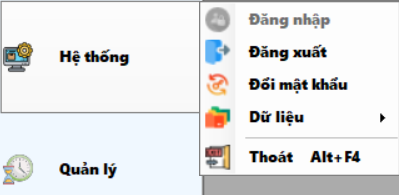 Hệ thống
Quản lý
Đăng nhập
Đăng xuất
Đổi mật khẩu
Dữ liệu
Thoát Alt+F4